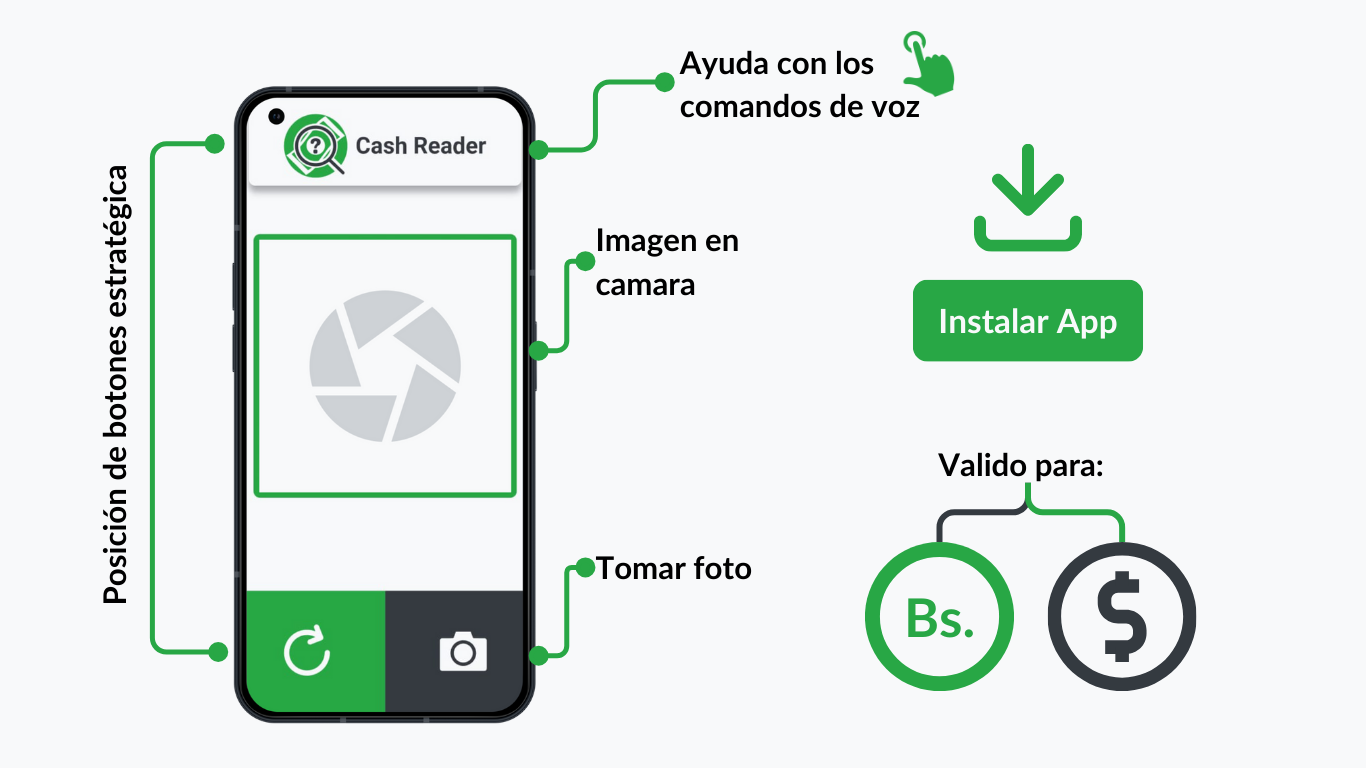 Ayuda con los
comandos de voz
? Cash Reader
Posición de botones estratégica
Imagen en
camara
Instalar App
Valido para:
Tomar foto
Bs. $